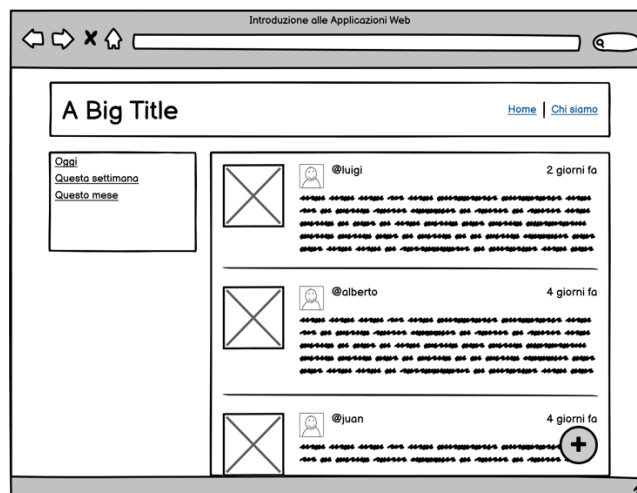 Introduzione alle Applicazioni Web
A Big Title
Home Chi siamo
Oggi
Questa settimana
Questo mese
@luigi 2 giorni fa
@alberto 4 giorni fa
@juan 4 giorni fa